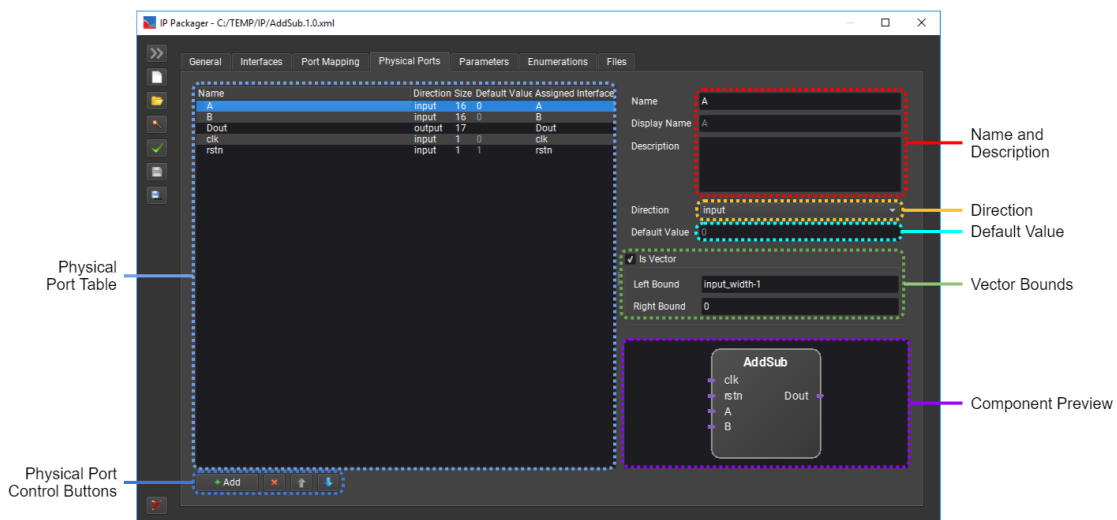 IP Packager - C:/TEMP/IP/AddSub.1.0.xml
General Interfaces Port Mapping Physical Ports Parameters Enumerations Files
Name Direction Size Default Value Assigned Interface
A input 16 0 A
B input 16 0 B
Dout output 17 Dout
clk input 1 0 clk
rstn input 1 1 rstn
+ Add
Name A
Display Name A
Description
Direction input
Default Value 0
Is Vector
Left Bound input_width-1
Right Bound 0
AddSub
clk
rstn Dout
A
B
Physical
Port Table
Physical Port
Control Buttons
Name and
Description
Direction
Default Value
Vector Bounds
Component Preview